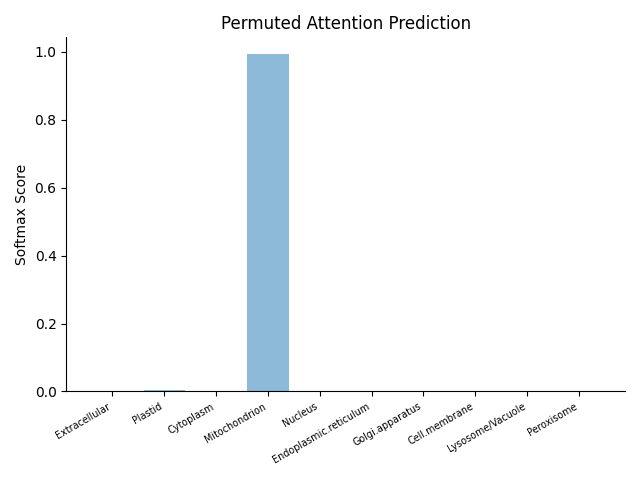 Permuted Attention Prediction
1.0
0.8
0.6
0.4
0.2
0.0
Softmax Score
Extracellular
Plastid
Cytoplasm
Mitochondrion
Nucleus
Endoplasmic.reticulum
Golgi.apparatus
Cell.membrane
Lysosome/Vacuole
Peroxisome